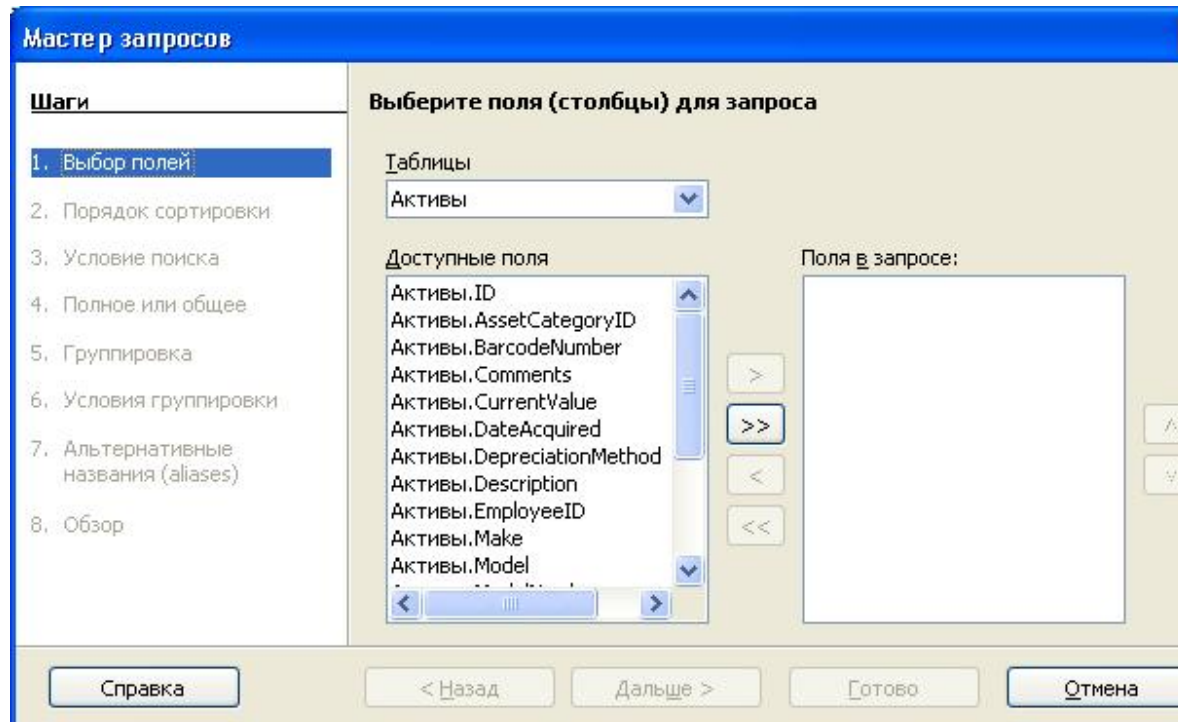 Мастер запросов
Шаги
1. Выбор полей
2. Порядок сортировки
3. Условие поиска
4. Полное или общее
5. Группировка
6. Условия группировки
7. Альтернативные
названия (aliases)
8. Обзор
Выберите поля (столбцы) для запроса
Таблицы
Активы
Доступные поля
Активы.ID
Активы.AssetCategoryID
Активы.BarcodeNumber
Активы.Comments
Активы.CurrentValue
Активы.DateAcquired
Активы.DepreciationMethod
Активы.Description
Активы.EmployeeID
Активы.Make
Активы.Model
>
>>
<
<<
Поля в запросе:
Справка
< Назад
Дальше >
Готово
Отмена